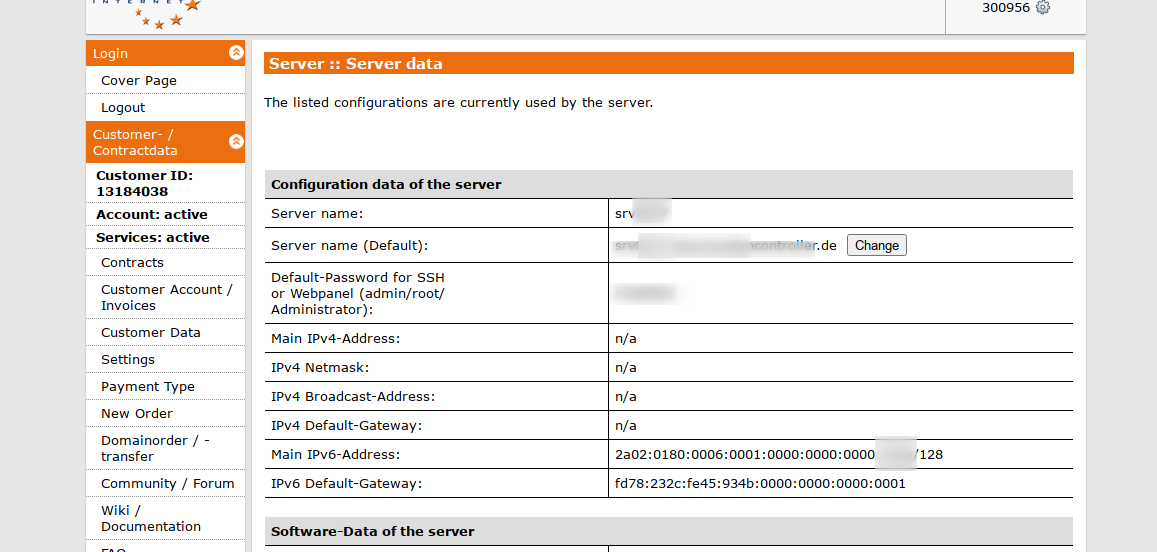 INTERNET
300956
Login
Cover Page
Logout
Customer- /
Contractdata
Customer ID:
13184038
Account: active
Services: active
Contracts
Customer Account /
Invoices
Customer Data
Settings
Payment Type
New Order
Domainorder / -
transfer
Community / Forum
Wiki /
Documentation
FAQ
Server :: Server data
The listed configurations are currently used by the server.
Configuration data of the server
Server name: srv
Server name (Default): srv controller.de Change
Default-Password for SSH
or Webpanel (admin/root/
Administrator):
Main IPv4-Address: n/a
IPv4 Netmask: n/a
IPv4 Broadcast-Address: n/a
IPv4 Default-Gateway: n/a
Main IPv6-Address: 2a02:0180:0006:0001:0000:0000:0000 /128
IPv6 Default-Gateway: fd78:232c:fe45:934b:0000:0000:0000:0001
Software-Data of the server